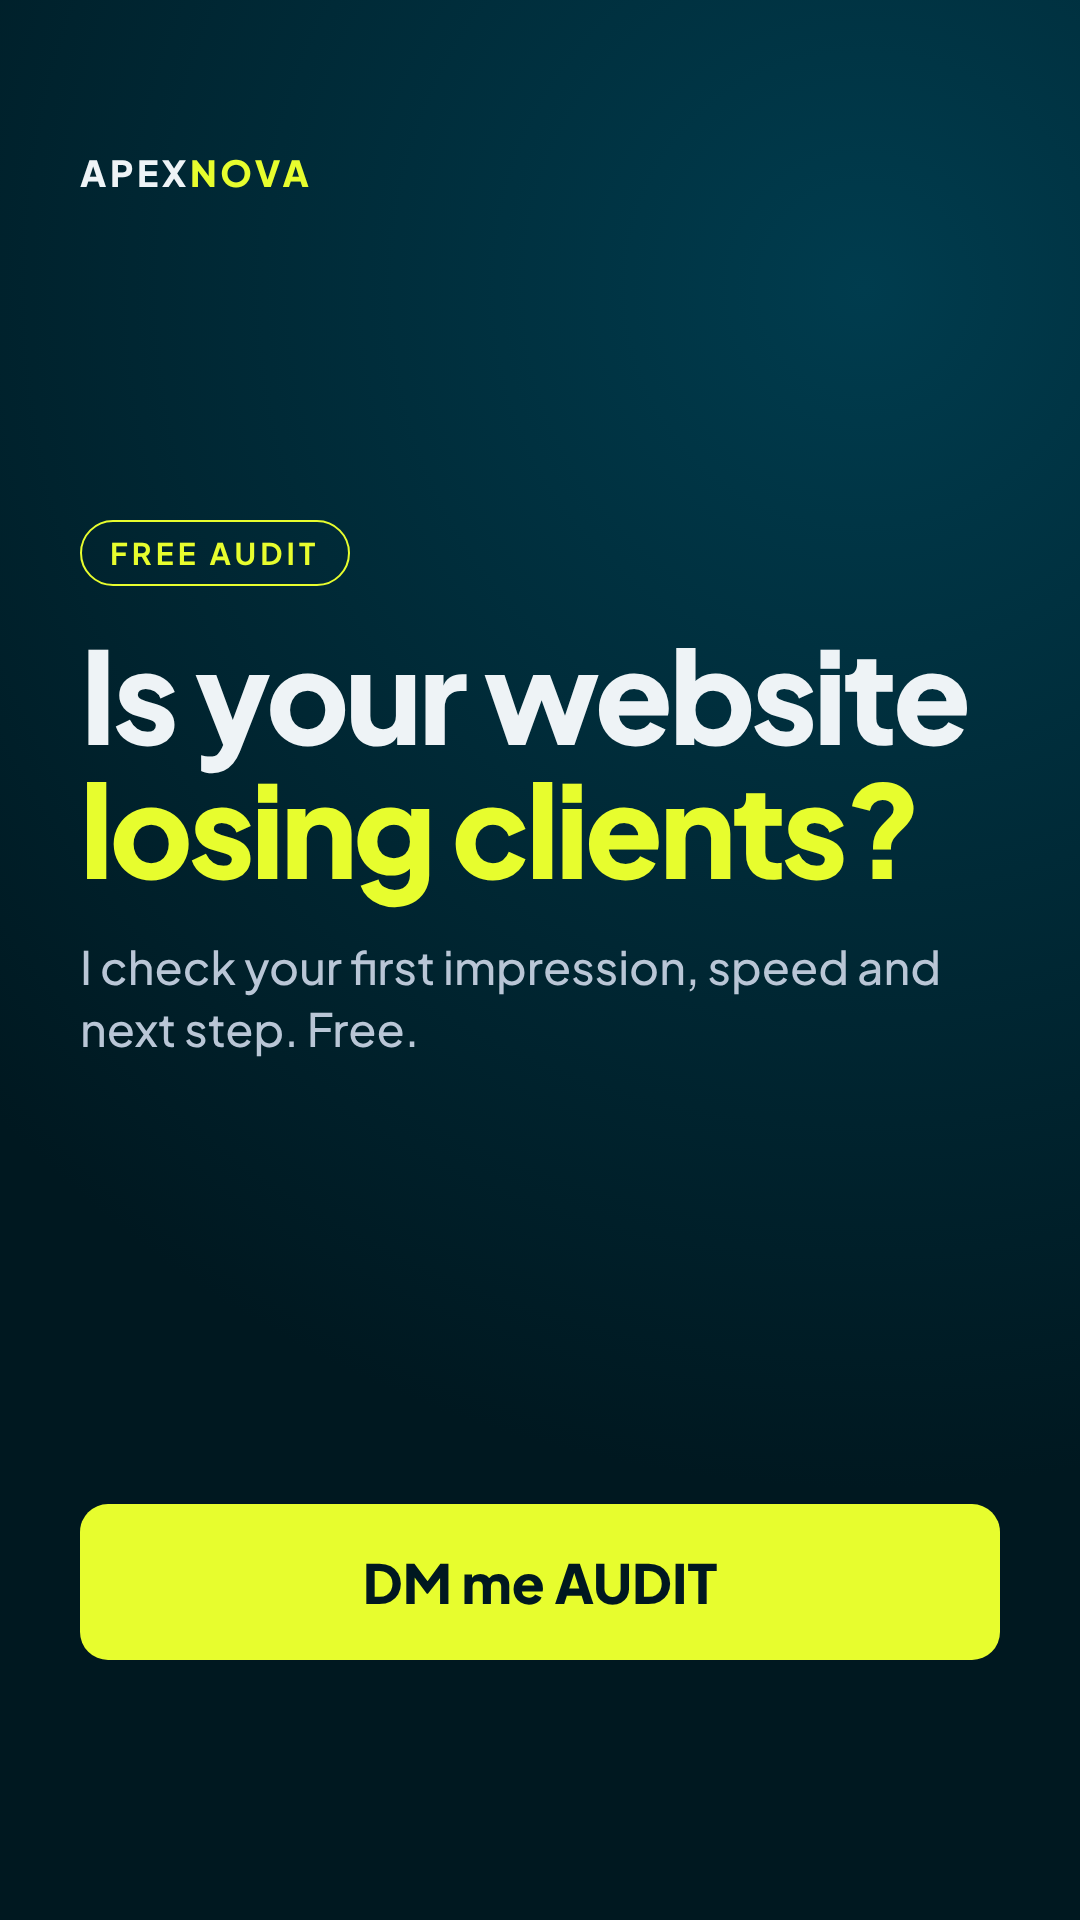 APEXNOVA
FREE AUDIT
Is your website
losing clients?
I check your first impression, speed and
next step. Free.
DM me AUDIT